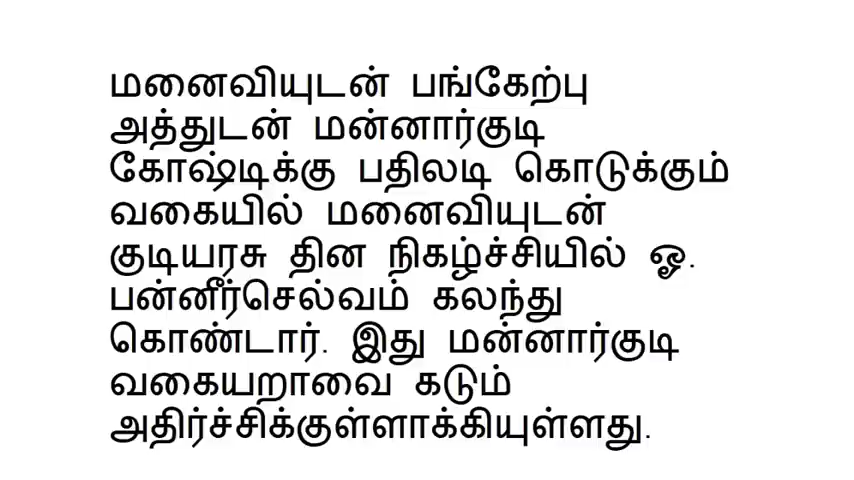 மனைவியுடன் பங்கேற்பு
அத்துடன் மன்னார்குடி
கோஷ்டிக்கு பதிலடி கொடுக்கும்
வகையில் மனைவியுடன்
குடியரசு தின நிகழ்ச்சியில் ஓ.
பன்னீர்செல்வம் கலந்து
கொண்டார். இது மன்னார்குடி
வகையறாவை கடும்
அதிர்ச்சிக்குள்ளாக்கியுள்ளது.